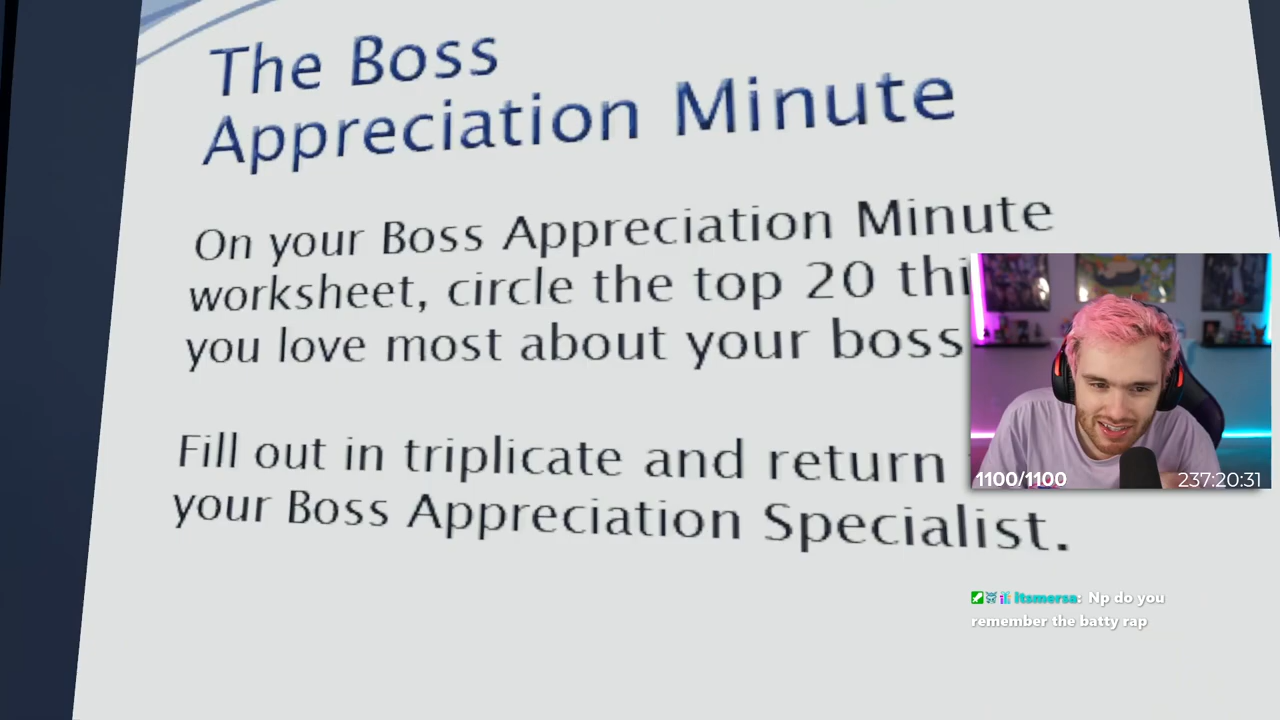 The Boss
Appreciation Minute
On your Boss Appreciation Minute
worksheet, circle the top 20 thi
you love most about your boss
Fill out in triplicate and return
your Boss Appreciation Specialist.
1100/1100
237:20:31
Itsmersa: Np do you
remember the batty rap